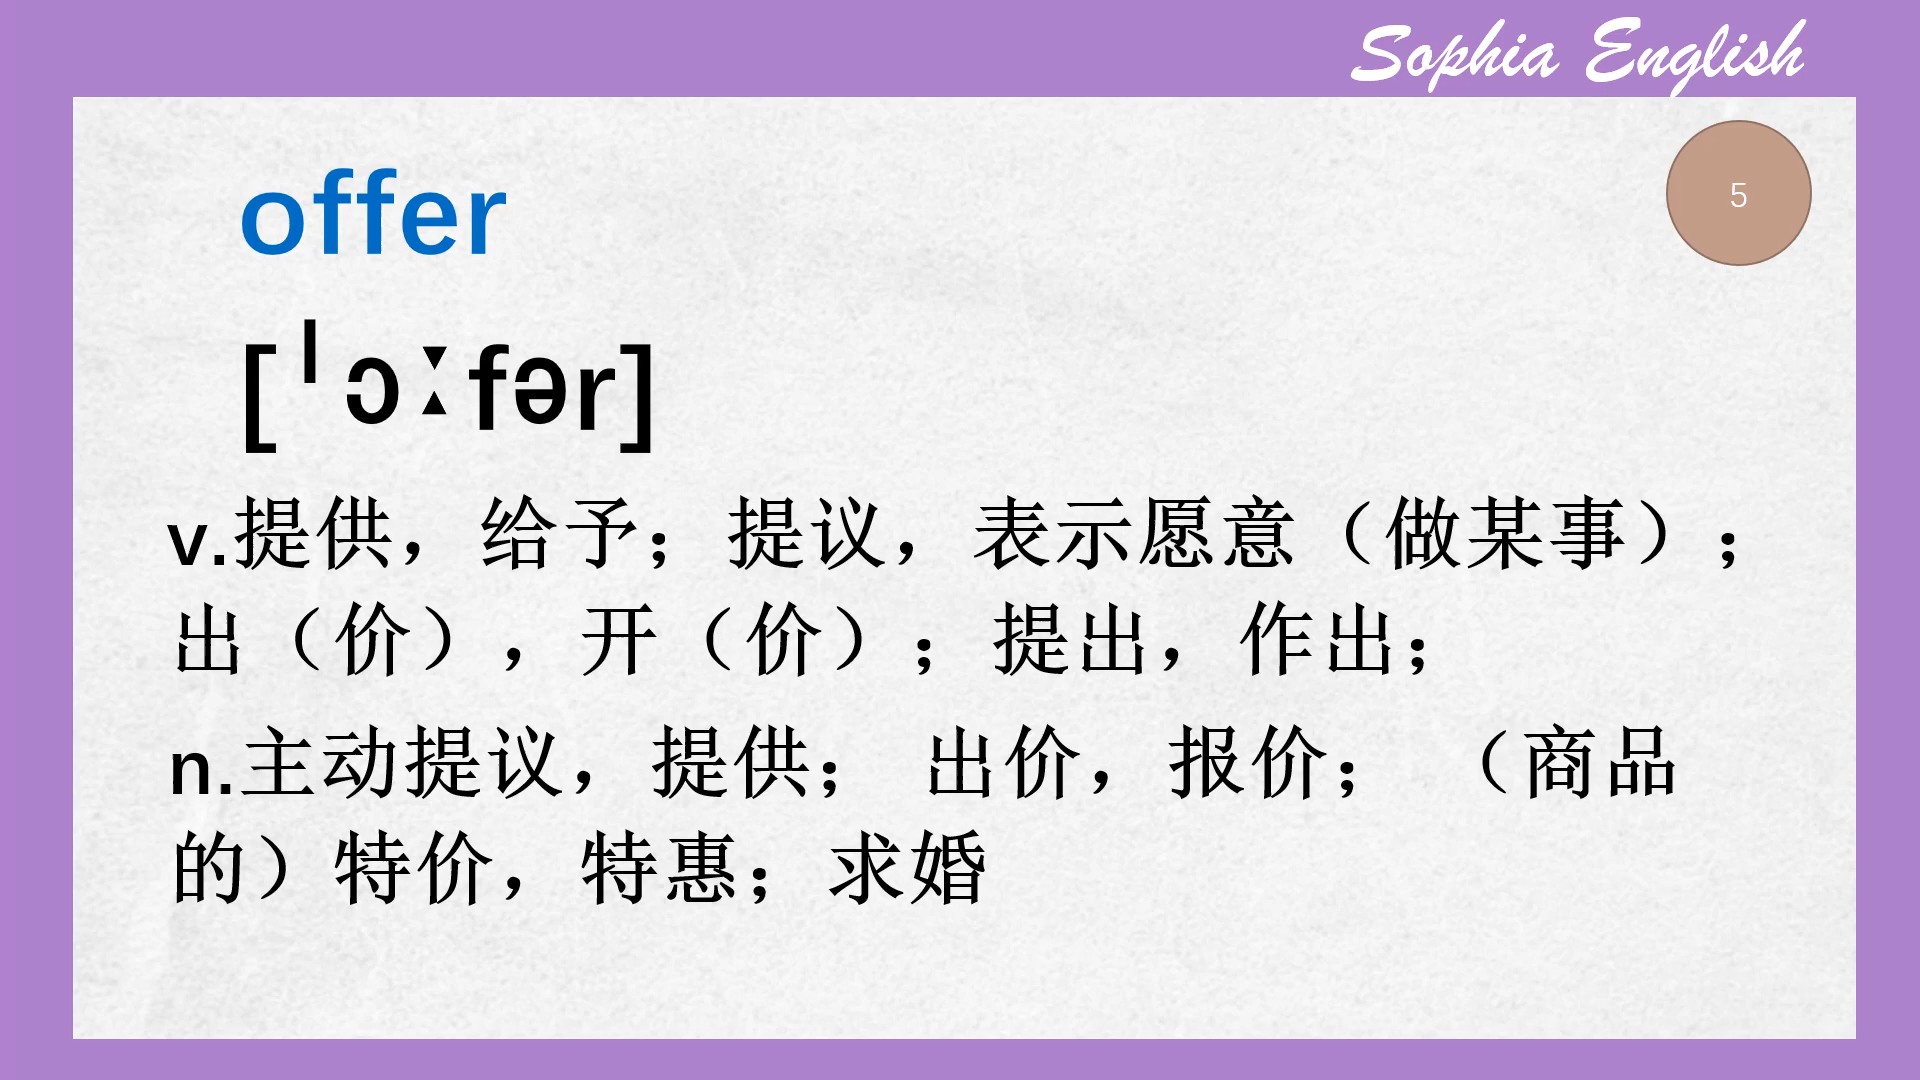 Sophia English
5
offer
[ˈɔːfər]
v.提供，给予；提议，表示愿意（做某事）；
出（价），开（价）；提出，作出；
n.主动提议，提供； 出价，报价； （商品
的）特价，特惠；求婚